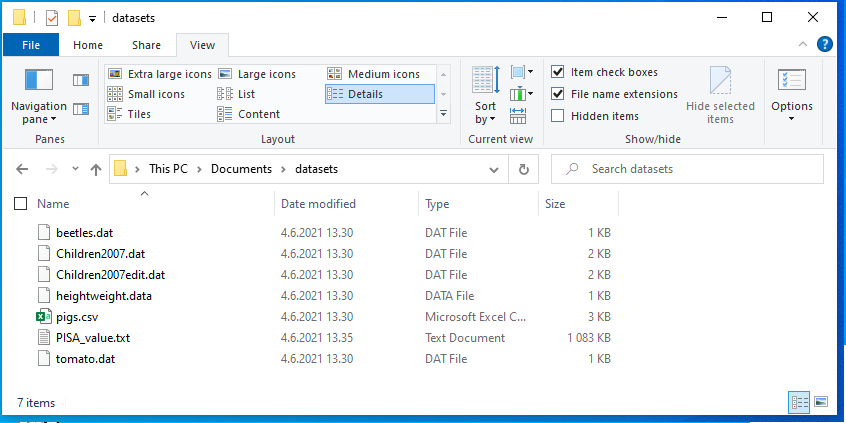 datasets
File Home Share View
Navigation pane
Panes
Extra large icons Large icons Medium icons
Small icons List Details
Tiles Content
Layout
Sort by
Current view
Item check boxes
File name extensions
Hidden items
Hide selected items
Show/hide
Options
This PC Documents datasets
Search datasets
Name Date modified Type Size
beetles.dat 4.6.2021 13.30 DAT File 1 KB
Children2007.dat 4.6.2021 13.30 DAT File 2 KB
Children2007edit.dat 4.6.2021 13.30 DAT File 2 KB
heightweight.data 4.6.2021 13.30 DATA File 1 KB
pigs.csv 4.6.2021 13.30 Microsoft Excel C... 3 KB
PISA_value.txt 4.6.2021 13.35 Text Document 1 083 KB
tomato.dat 4.6.2021 13.30 DAT File 1 KB
7 items